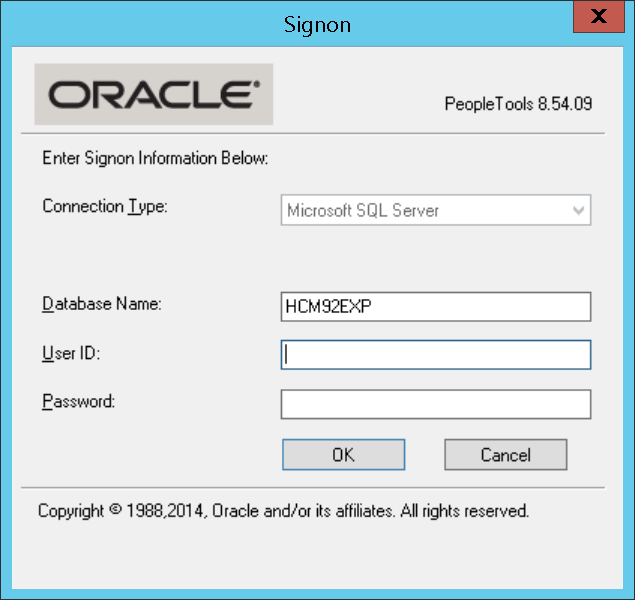 Signon
X
ORACLE®
PeopleTools 8.54.09
Enter Signon Information Below:
Connection Type: Microsoft SQL Server
Database Name: HCM92EXP
User ID:
Password:
OK Cancel
Copyright © 1988,2014, Oracle and/or its affiliates. All rights reserved.